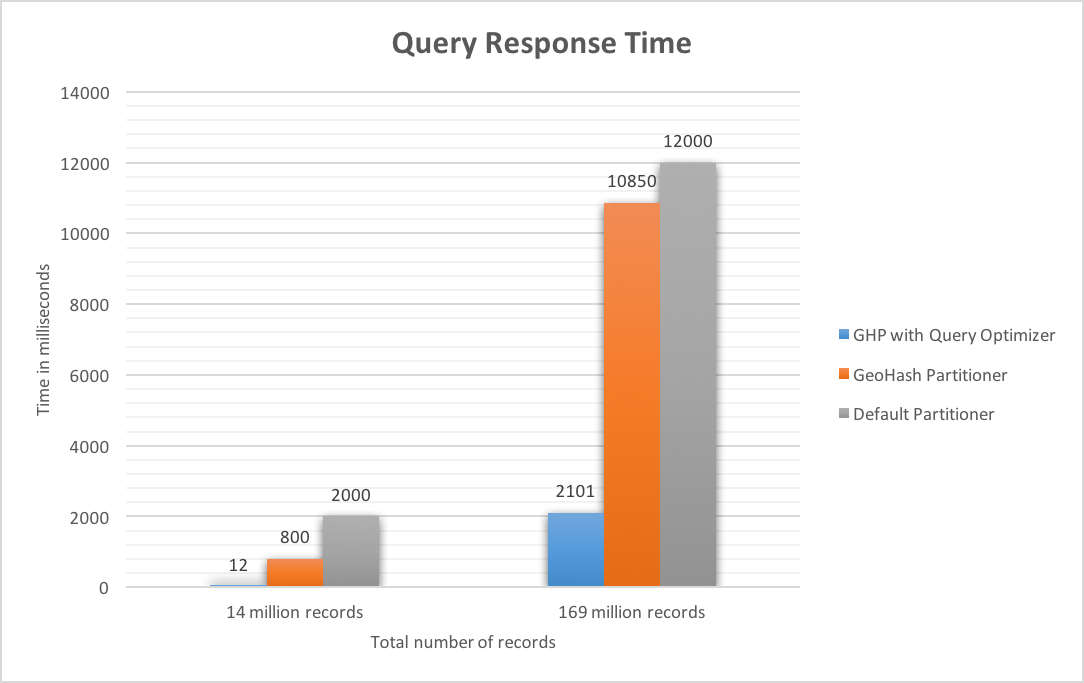 Query Response Time
14000
12000
10000
8000
6000
4000
2000
0
Time in milliseconds
12
800
2000
2101
10850
12000
14 million records
169 million records
Total number of records
GHP with Query Optimizer
GeoHash Partitioner
Default Partitioner